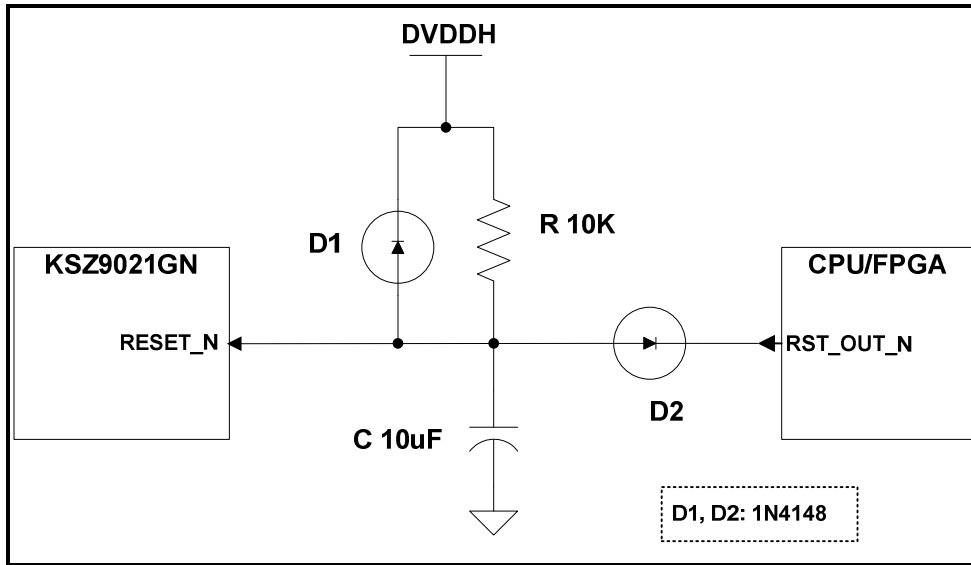 DVDDH
D1
R 10K
KSZ9021GN
CPU/FPGA
RESET_N
RST_OUT_N
D2
C 10uF
D1, D2: 1N4148